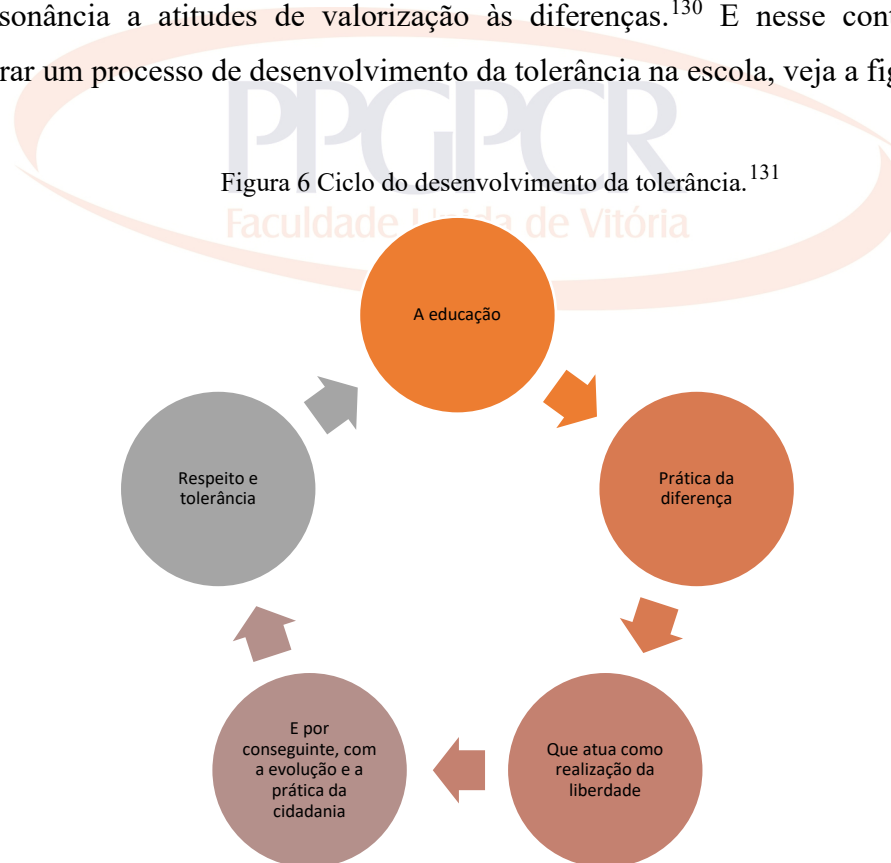 sonância a atitudes de valorização às diferenças.130 E nesse con
rar um processo de desenvolvimento da tolerância na escola, veja a fig
PPGPCR
Figura 6 Ciclo do desenvolvimento da tolerância.131
Faculdade Unida de Vitória
A educação
Prática da
diferença
Que atua como
realização da
liberdade
E por
conseguinte, com
a evolução e a
prática da
cidadania
Respeito e
tolerância